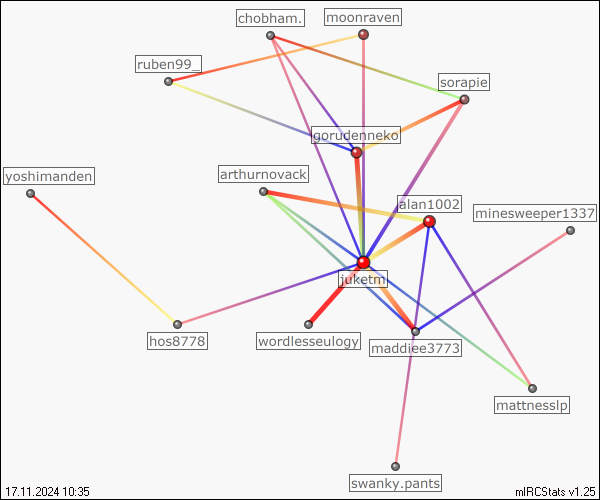 chobham.
moonraven
ruben99_
sorapie
gorudenneko
yoshimanden
arthurnovack
alan1002
minesweeper1337
juketm
hos8778
wordlesseulogy
maddiee3773
mattnesslp
swanky.pants
17.11.2024 10:35
mIRCStats v1.25